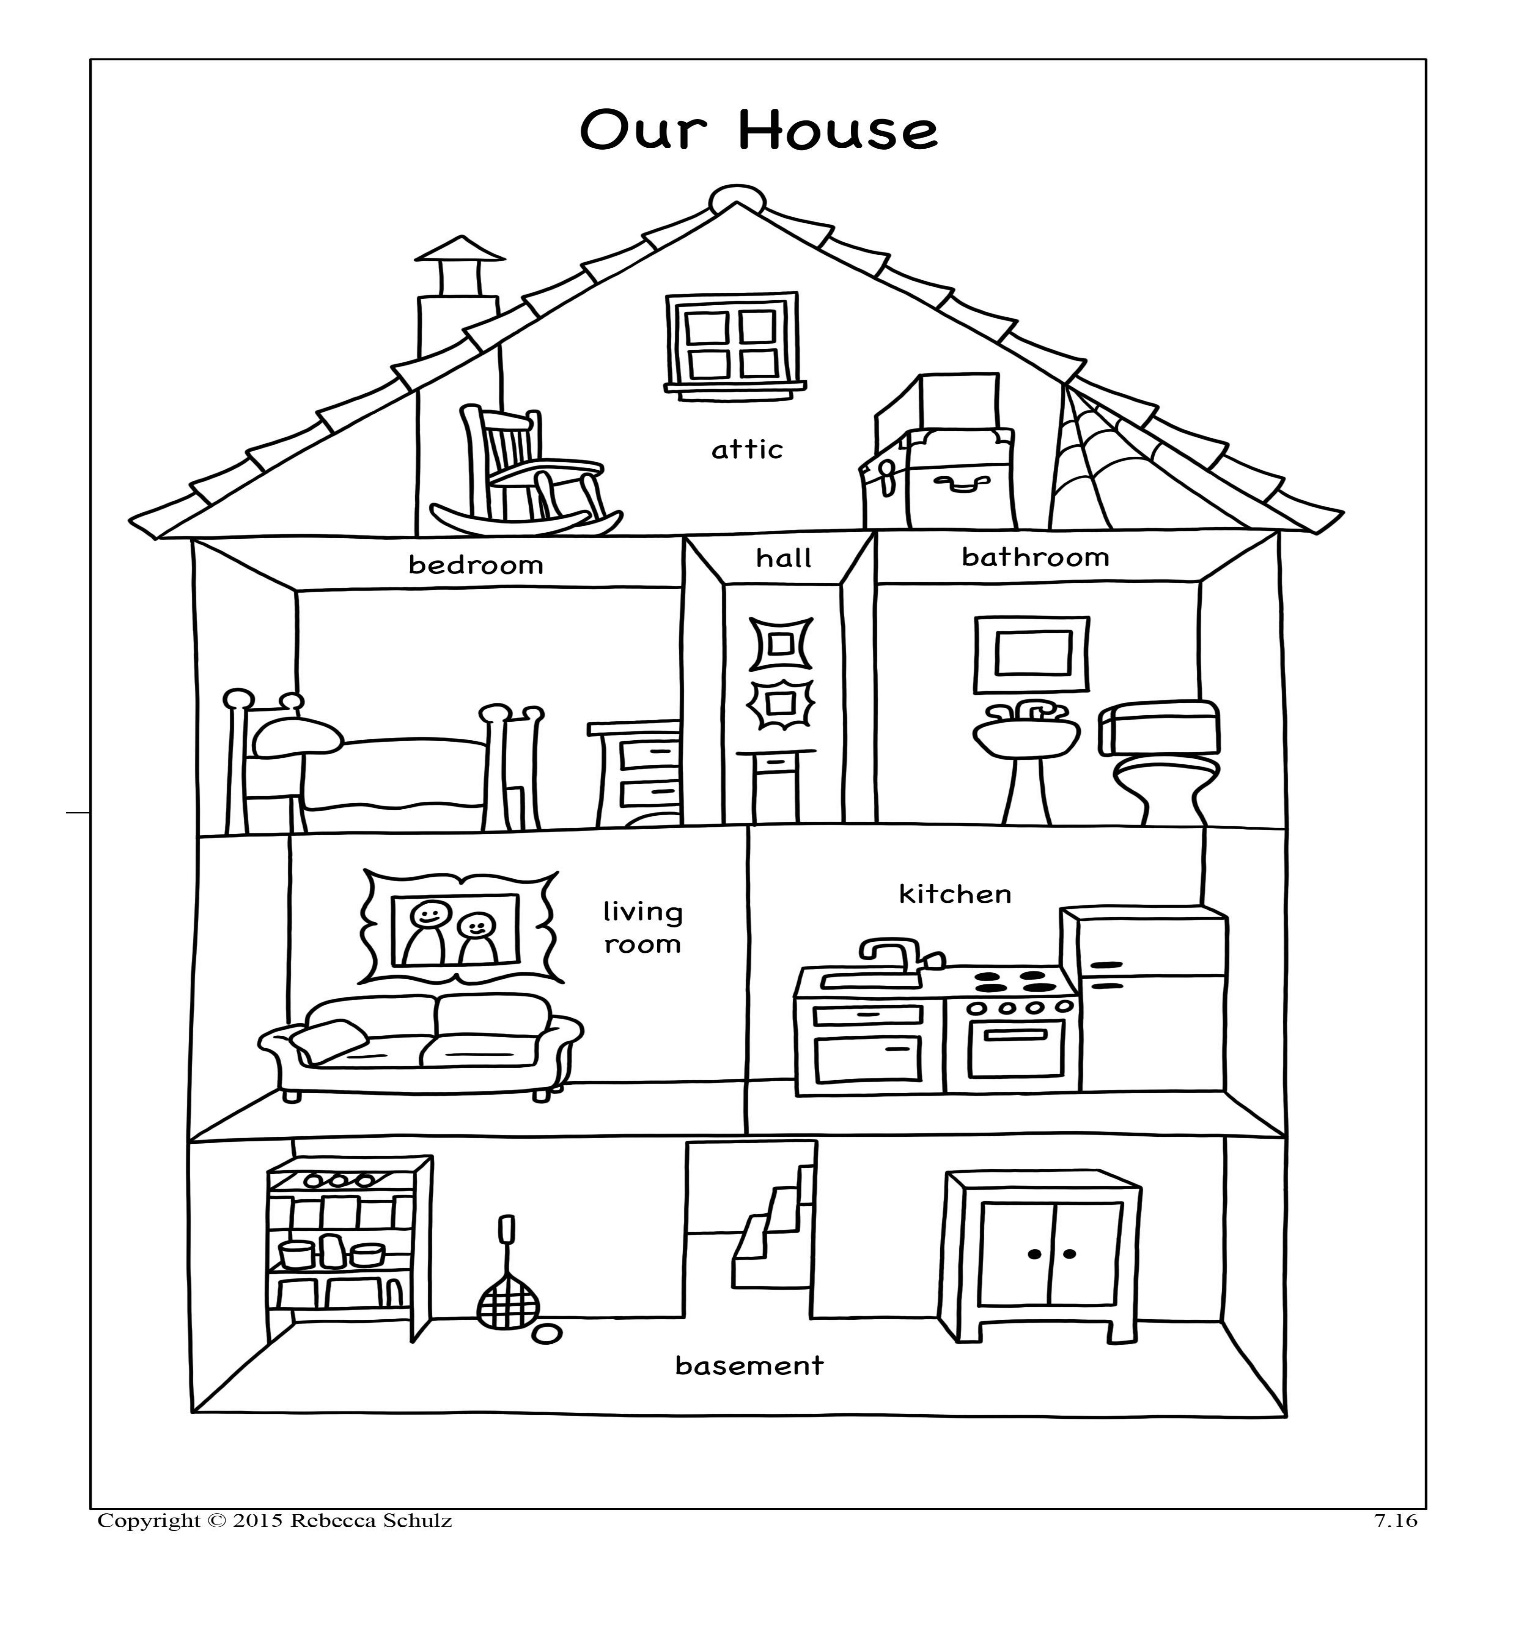 Our House
attic
bedroom
hall
bathroom
living
room
kitchen
basement
Copyright © 2015 Rebecca Schulz
7.16